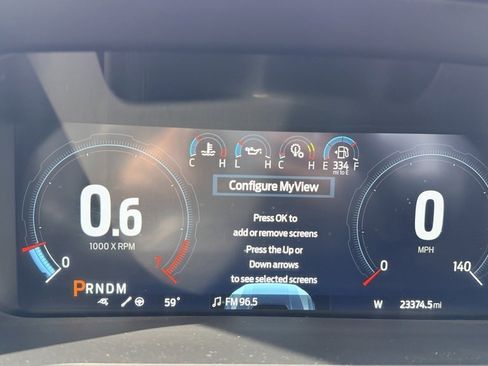 C H L H C H E 334 F
mi to E
Configure MyView
0.6
1000 X RPM
0 7
Press OK to
add or remove screens
Press the Up or
Down arrows
to see selected screens
0
MPH
0 140
PRNDM
59° FM 96.5 W 23374.5 mi